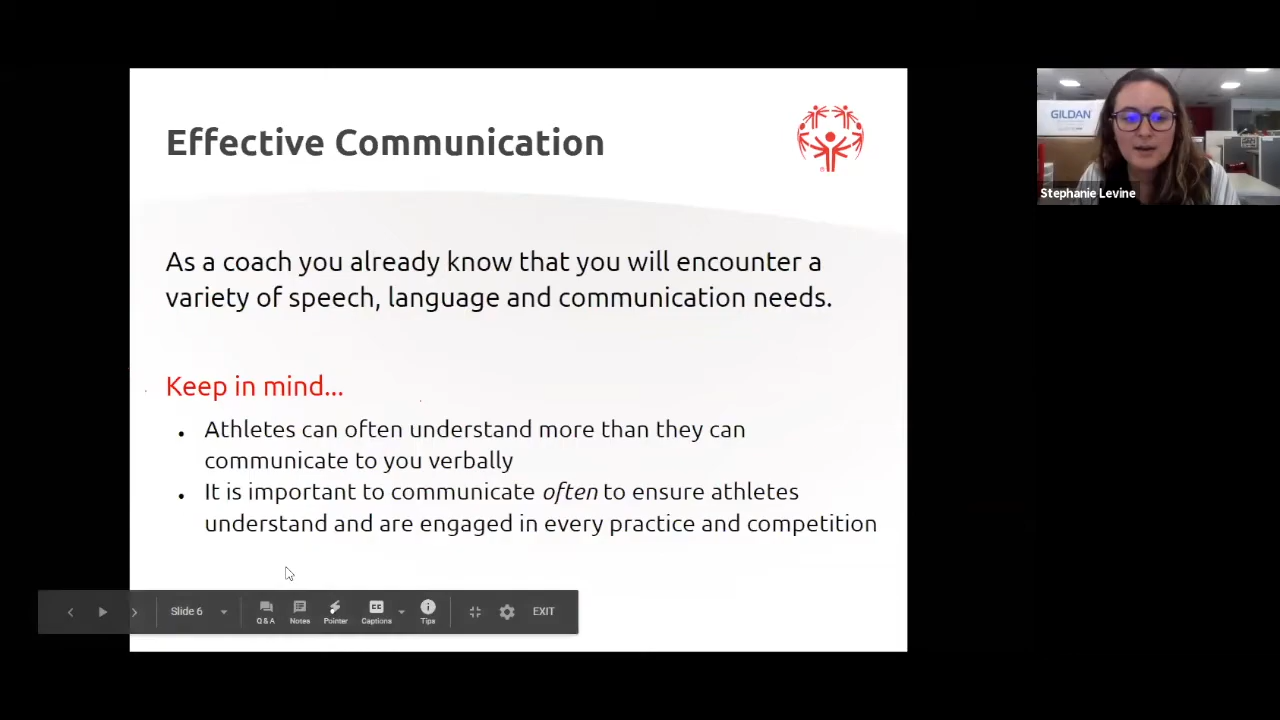 Effective Communication
As a coach you already know that you will encounter a
variety of speech, language and communication needs.
Keep in mind...
• Athletes can often understand more than they can
communicate to you verbally
• It is important to communicate often to ensure athletes
understand and are engaged in every practice and competition
Slide 6
Q & A
Notes
Pointer
CC
Captions
Tips
EXIT
GILDAN
Stephanie Levine